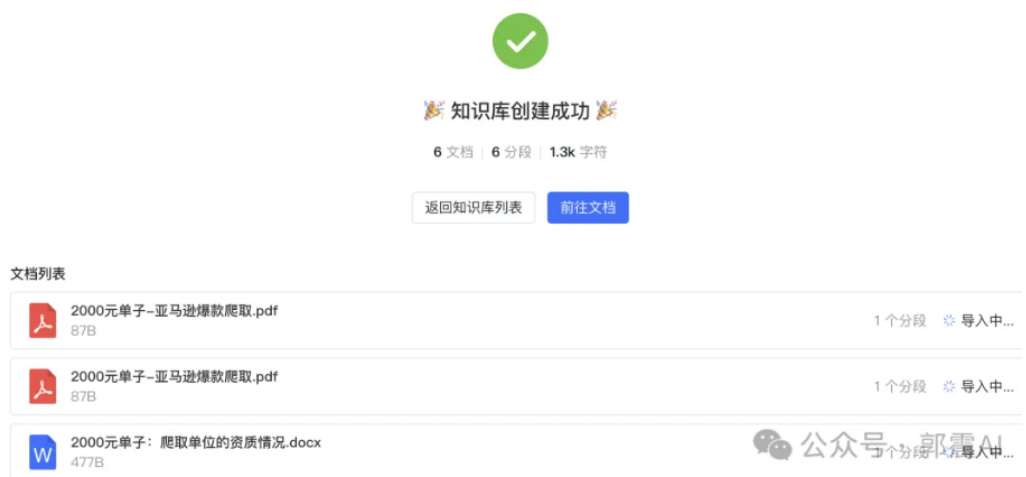 🎉 知识库创建成功 🎉
6 文档 | 6 分段 | 1.3k 字符
返回知识库列表 前往文档
文档列表
2000元单子-亚马逊爆款爬取.pdf
87B
1 个分段 导入中...
2000元单子-亚马逊爆款爬取.pdf
87B
1 个分段 导入中...
W
2000元单子：爬取单位的资质情况.docx
477B
1 个分段 导入中...
公众号 · 郭震AI